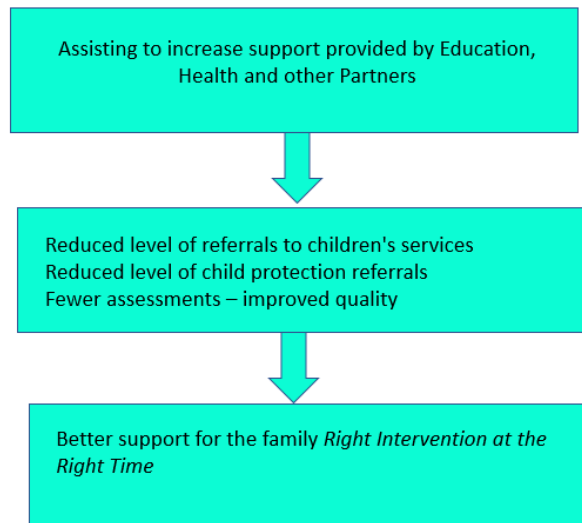 Assisting to increase support provided by Education,
Health and other Partners
Reduced level of referrals to children's services
Reduced level of child protection referrals
Fewer assessments – improved quality
Better support for the family Right Intervention at the
Right Time